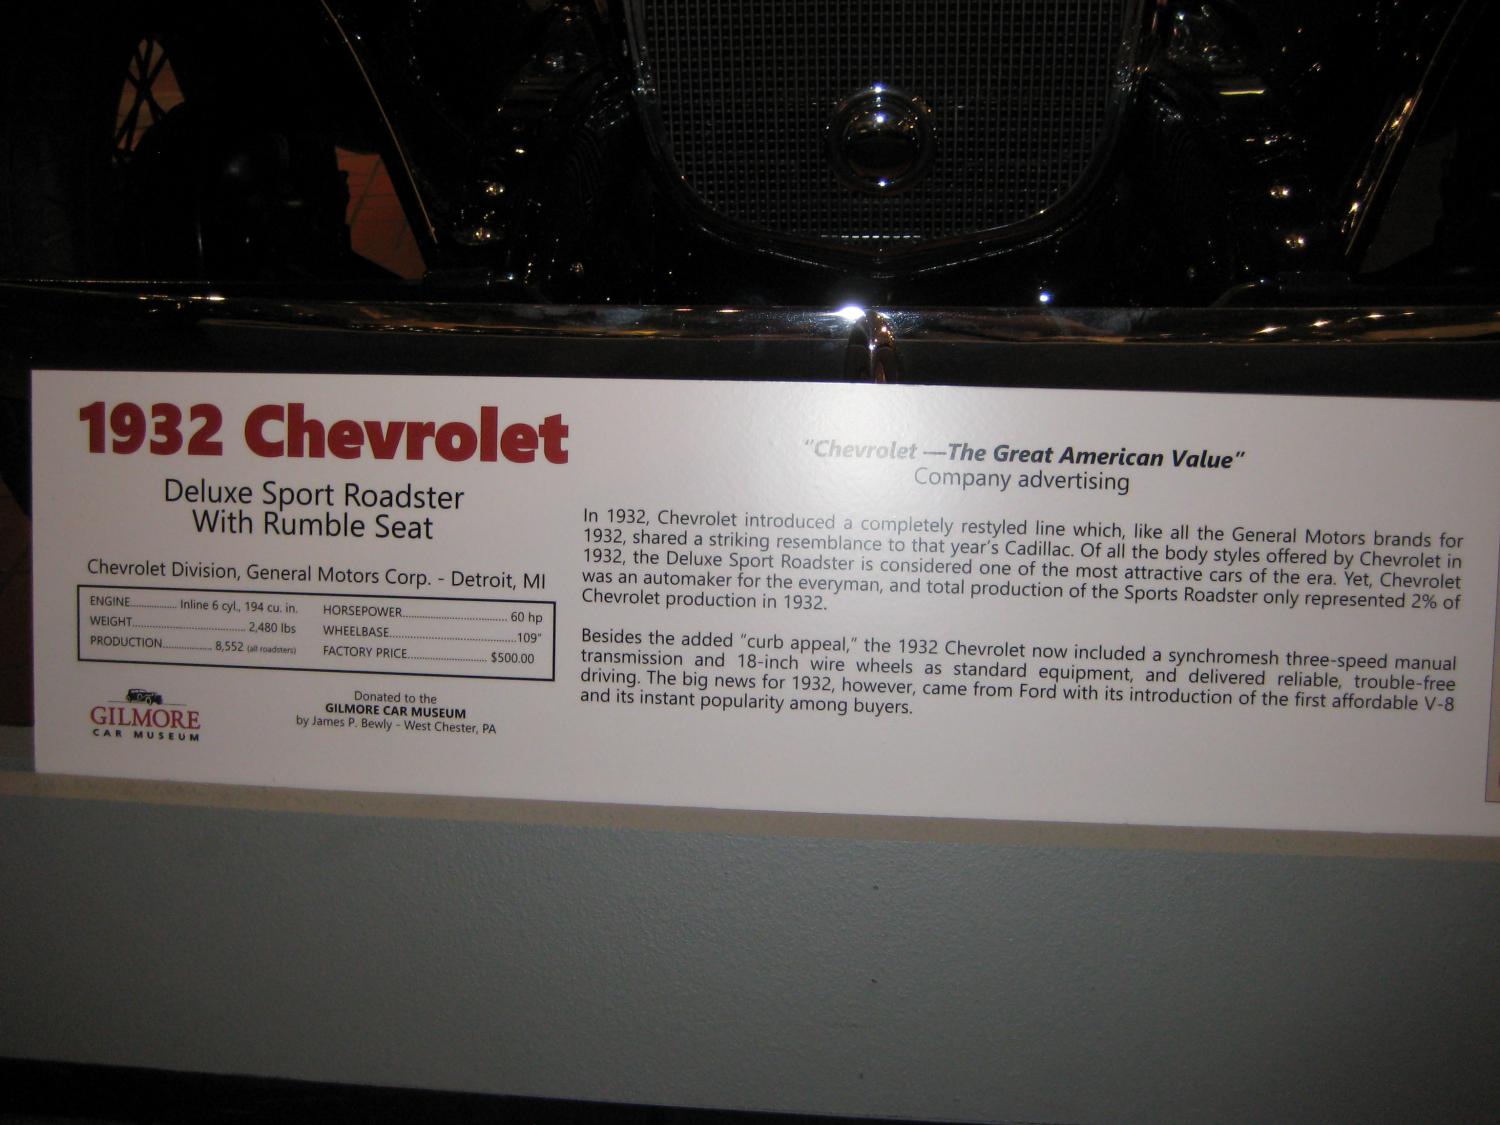 1932 Chevrolet
Deluxe Sport Roadster
With Rumble Seat
Chevrolet Division, General Motors Corp. - Detroit, MI
ENGINE................ Inline 6 cyl., 194 cu. in.
WEIGHT.............................................. 2,480 lbs
PRODUCTION.................. 8,552 (all roadsters)
HORSEPOWER..................................... 60 hp
WHEELBASE.............................................109"
FACTORY PRICE............................ $500.00
GILMORE
CAR MUSEUM
Donated to the
GILMORE CAR MUSEUM
by James P. Bewly - West Chester, PA
"Chevrolet —The Great American Value"
Company advertising
In 1932, Chevrolet introduced a completely restyled line which, like all the General Motors brands for
1932, shared a striking resemblance to that year's Cadillac. Of all the body styles offered by Chevrolet in
1932, the Deluxe Sport Roadster is considered one of the most attractive cars of the era. Yet, Chevrolet
was an automaker for the everyman, and total production of the Sports Roadster only represented 2% of
Chevrolet production in 1932.
Besides the added "curb appeal," the 1932 Chevrolet now included a synchromesh three-speed manual
transmission and 18-inch wire wheels as standard equipment, and delivered reliable, trouble-free
driving. The big news for 1932, however, came from Ford with its introduction of the first affordable V-8
and its instant popularity among buyers.